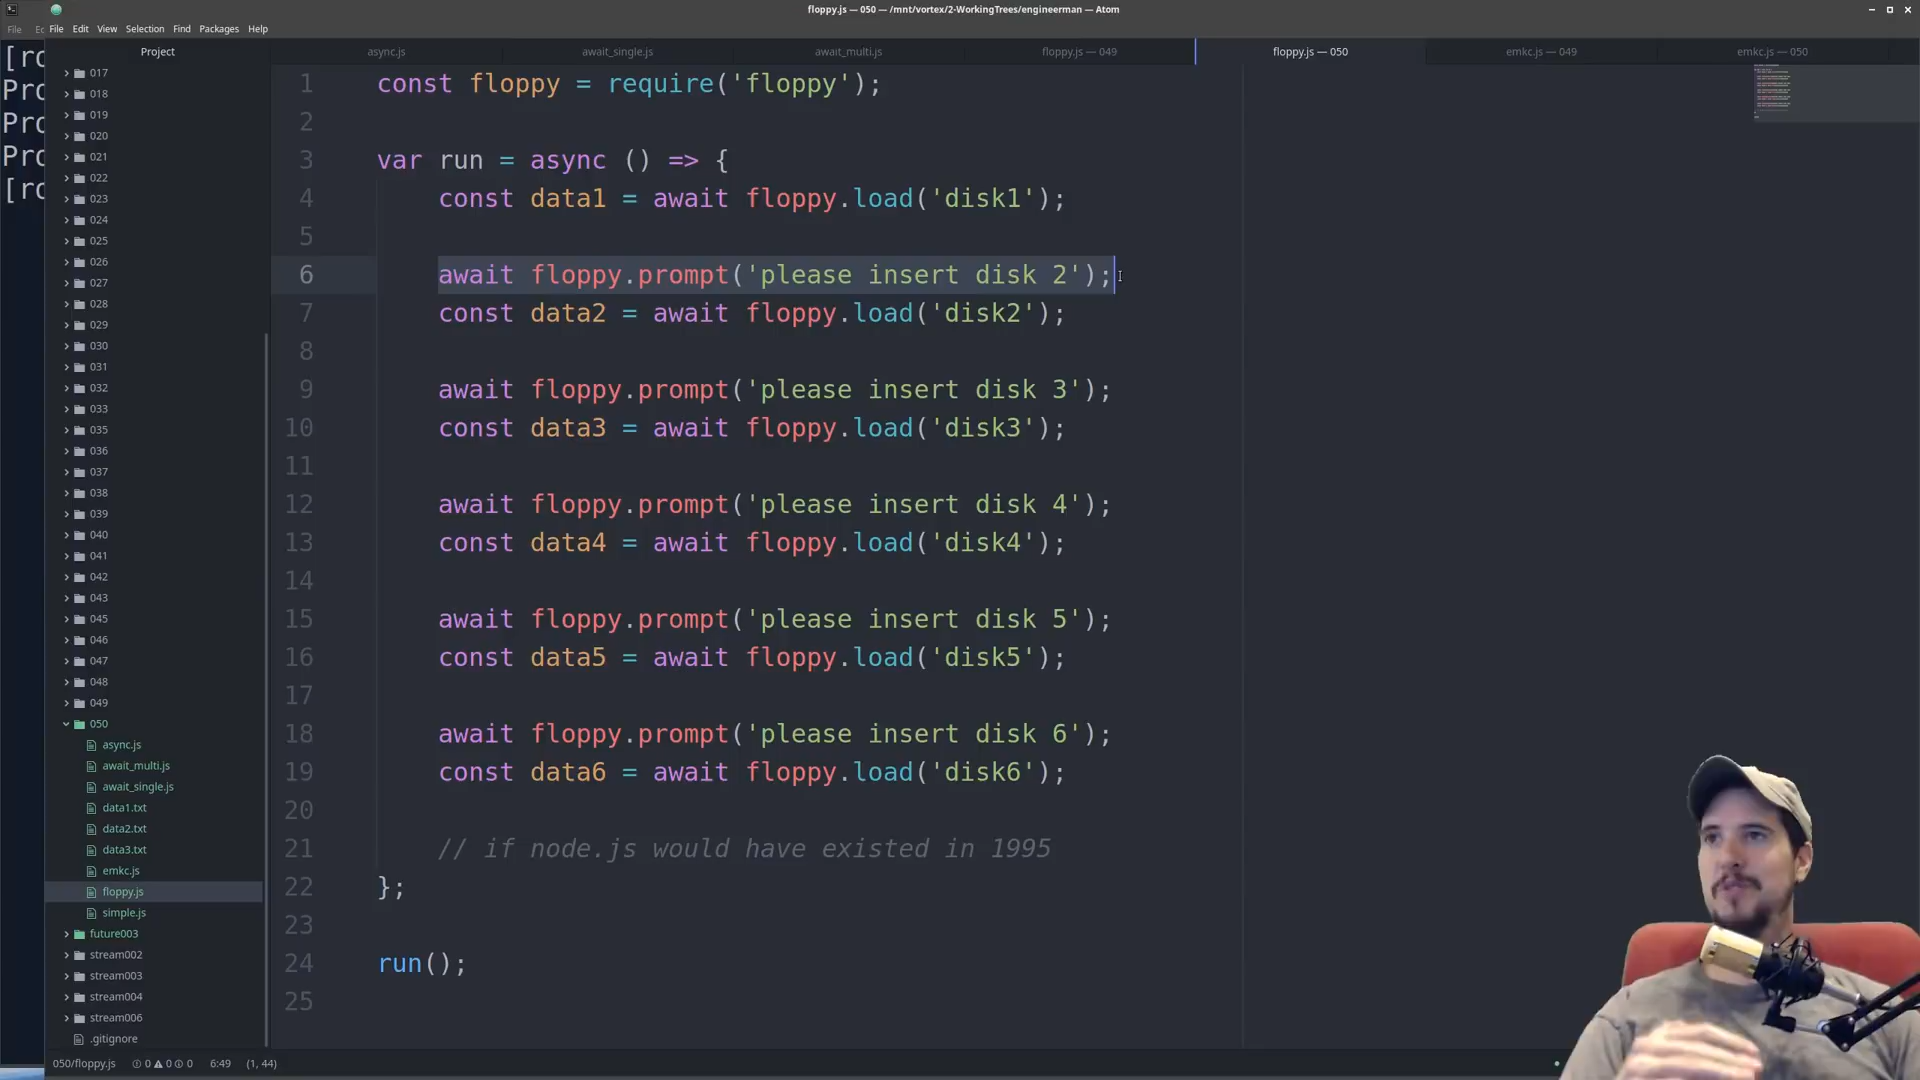 floppy.js — 050 — /mnt/vortex/2-WorkingTrees/engineerman — Atom
File
File Edit View Selection Find Packages Help
Project
async.js await_single.js await_multi.js floppy.js — 049 floppy.js — 050 emkc.js — 049 emkc.js — 050
017
018
019
020
021
022
023
024
025
026
027
028
029
030
031
032
033
035
036
037
038
039
040
041
042
043
045
046
047
048
049
050
async.js
await_multi.js
await_single.js
data1.txt
data2.txt
data3.txt
emkc.js
floppy.js
simple.js
future003
stream002
stream003
stream004
stream006
.gitignore
1 const floppy = require('floppy');
2
3 var run = async () => {
4 const data1 = await floppy.load('disk1');
5
6 await floppy.prompt('please insert disk 2');
7 const data2 = await floppy.load('disk2');
8
9 await floppy.prompt('please insert disk 3');
10 const data3 = await floppy.load('disk3');
11
12 await floppy.prompt('please insert disk 4');
13 const data4 = await floppy.load('disk4');
14
15 await floppy.prompt('please insert disk 5');
16 const data5 = await floppy.load('disk5');
17
18 await floppy.prompt('please insert disk 6');
19 const data6 = await floppy.load('disk6');
20
21 // if node.js would have existed in 1995
22 };
23
24 run();
25
050/floppy.js 0 0 0 6:49 (1, 44)